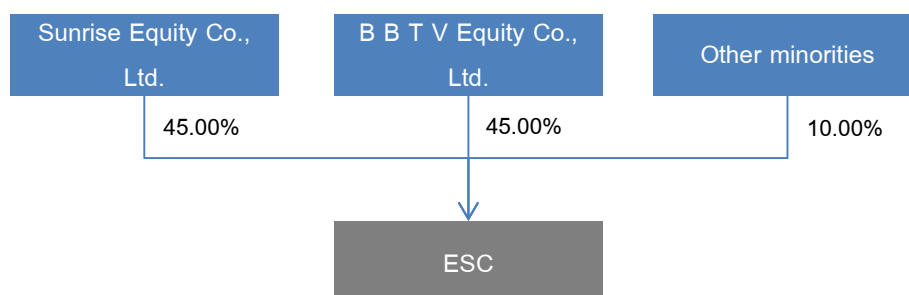 Sunrise Equity Co.,
Ltd.
B B T V Equity Co.,
Ltd.
Other minorities
45.00%
45.00%
10.00%
ESC